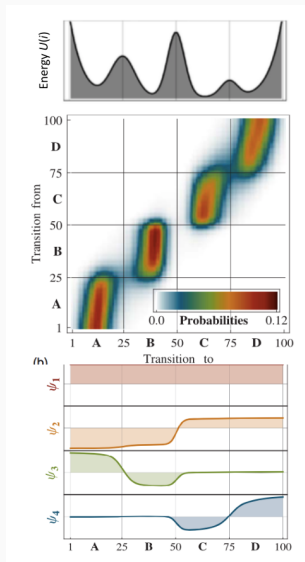 Energy U(i)
100
D
75
C
50
B
25
A
1
Transition from
0.0 Probabilities 0.12
1 A 25 B 50 C 75 D 100
(b) Transition to
ψ1
ψ2
ψ3
ψ4
1 A 25 B 50 C 75 D 100